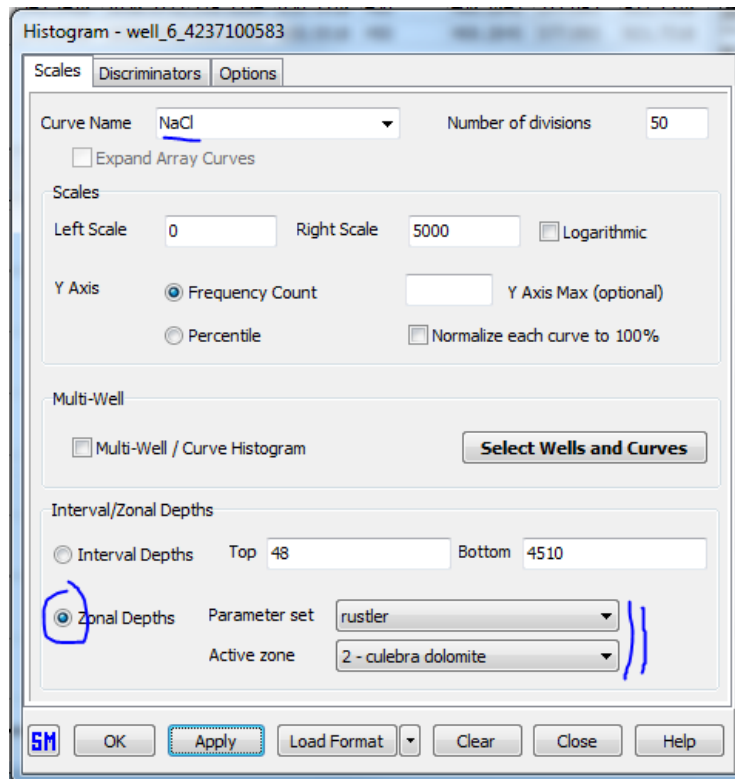 Histogram - well_6_4237100583
Scales Discriminators Options
Curve Name NaCl Number of divisions 50
Expand Array Curves
Scales
Left Scale 0 Right Scale 5000 Logarithmic
Y Axis Frequency Count Y Axis Max (optional)
Percentile Normalize each curve to 100%
Multi-Well
Multi-Well / Curve Histogram Select Wells and Curves
Interval/Zonal Depths
Interval Depths Top 48 Bottom 4510
Zonal Depths Parameter set rustler
Active zone 2 - culebra dolomite
SM OK Apply Load Format Clear Close Help